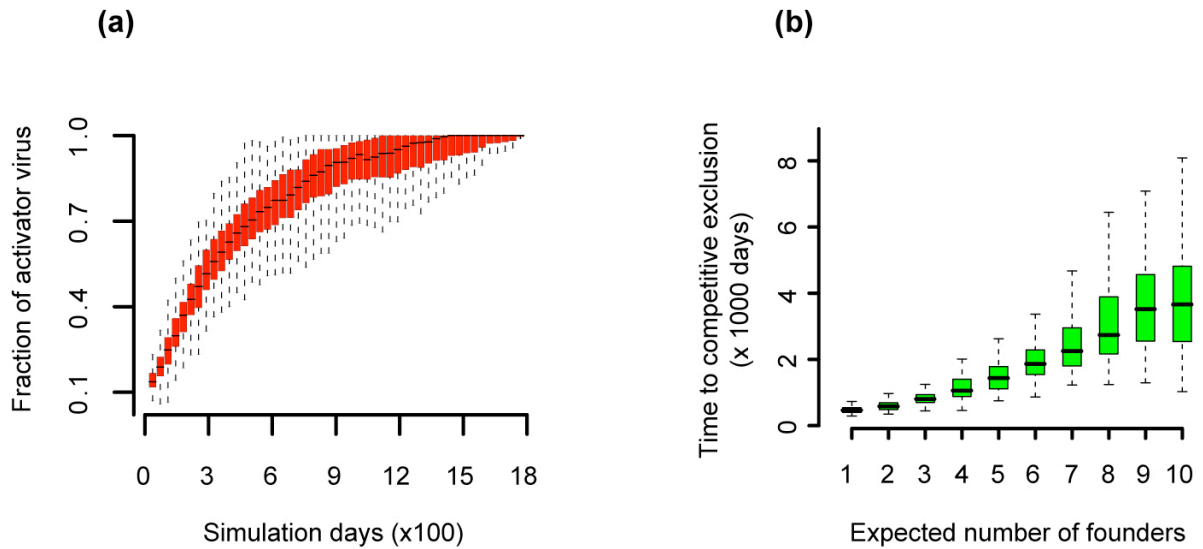 (a)
Fraction of activator virus
0.1 0.4 0.7 1.0
0 3 6 9 12 15 18
Simulation days (x100)
(b)
Time to competitive exclusion
(x 1000 days)
0 2 4 6 8
1 2 3 4 5 6 7 8 9 10
Expected number of founders